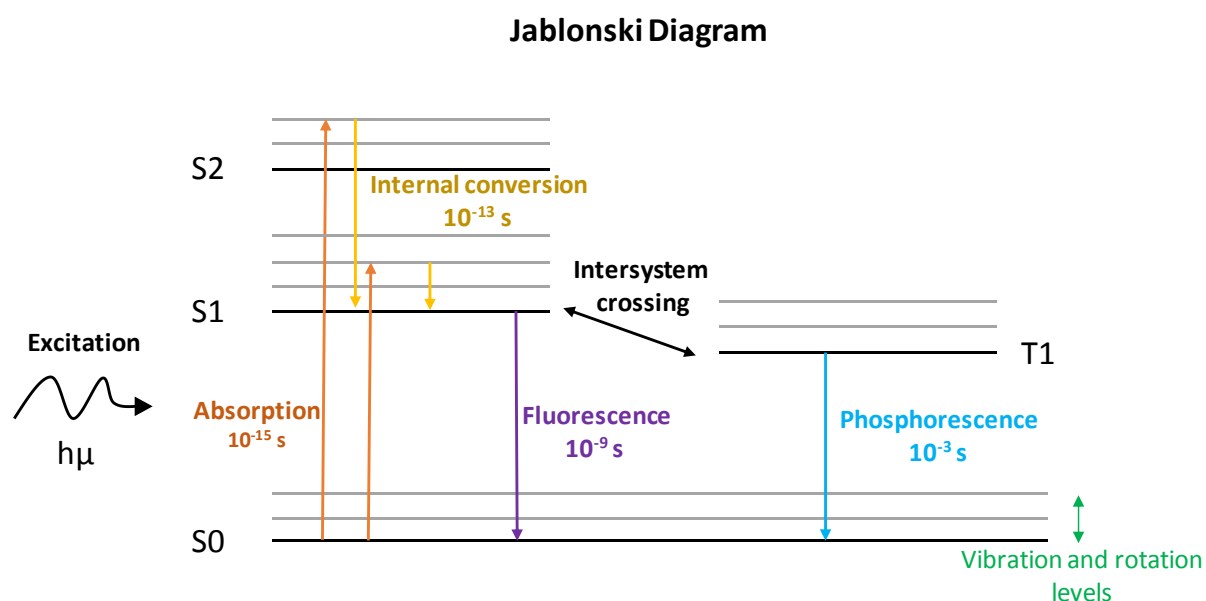 Jablonski Diagram
S2
Internal conversion
10⁻¹³ s
Intersystem
crossing
S1
T1
Excitation
Absorption
10⁻¹⁵ s
hμ
Fluorescence
10⁻⁹ s
Phosphorescence
10⁻³ s
S0
Vibration and rotation
levels